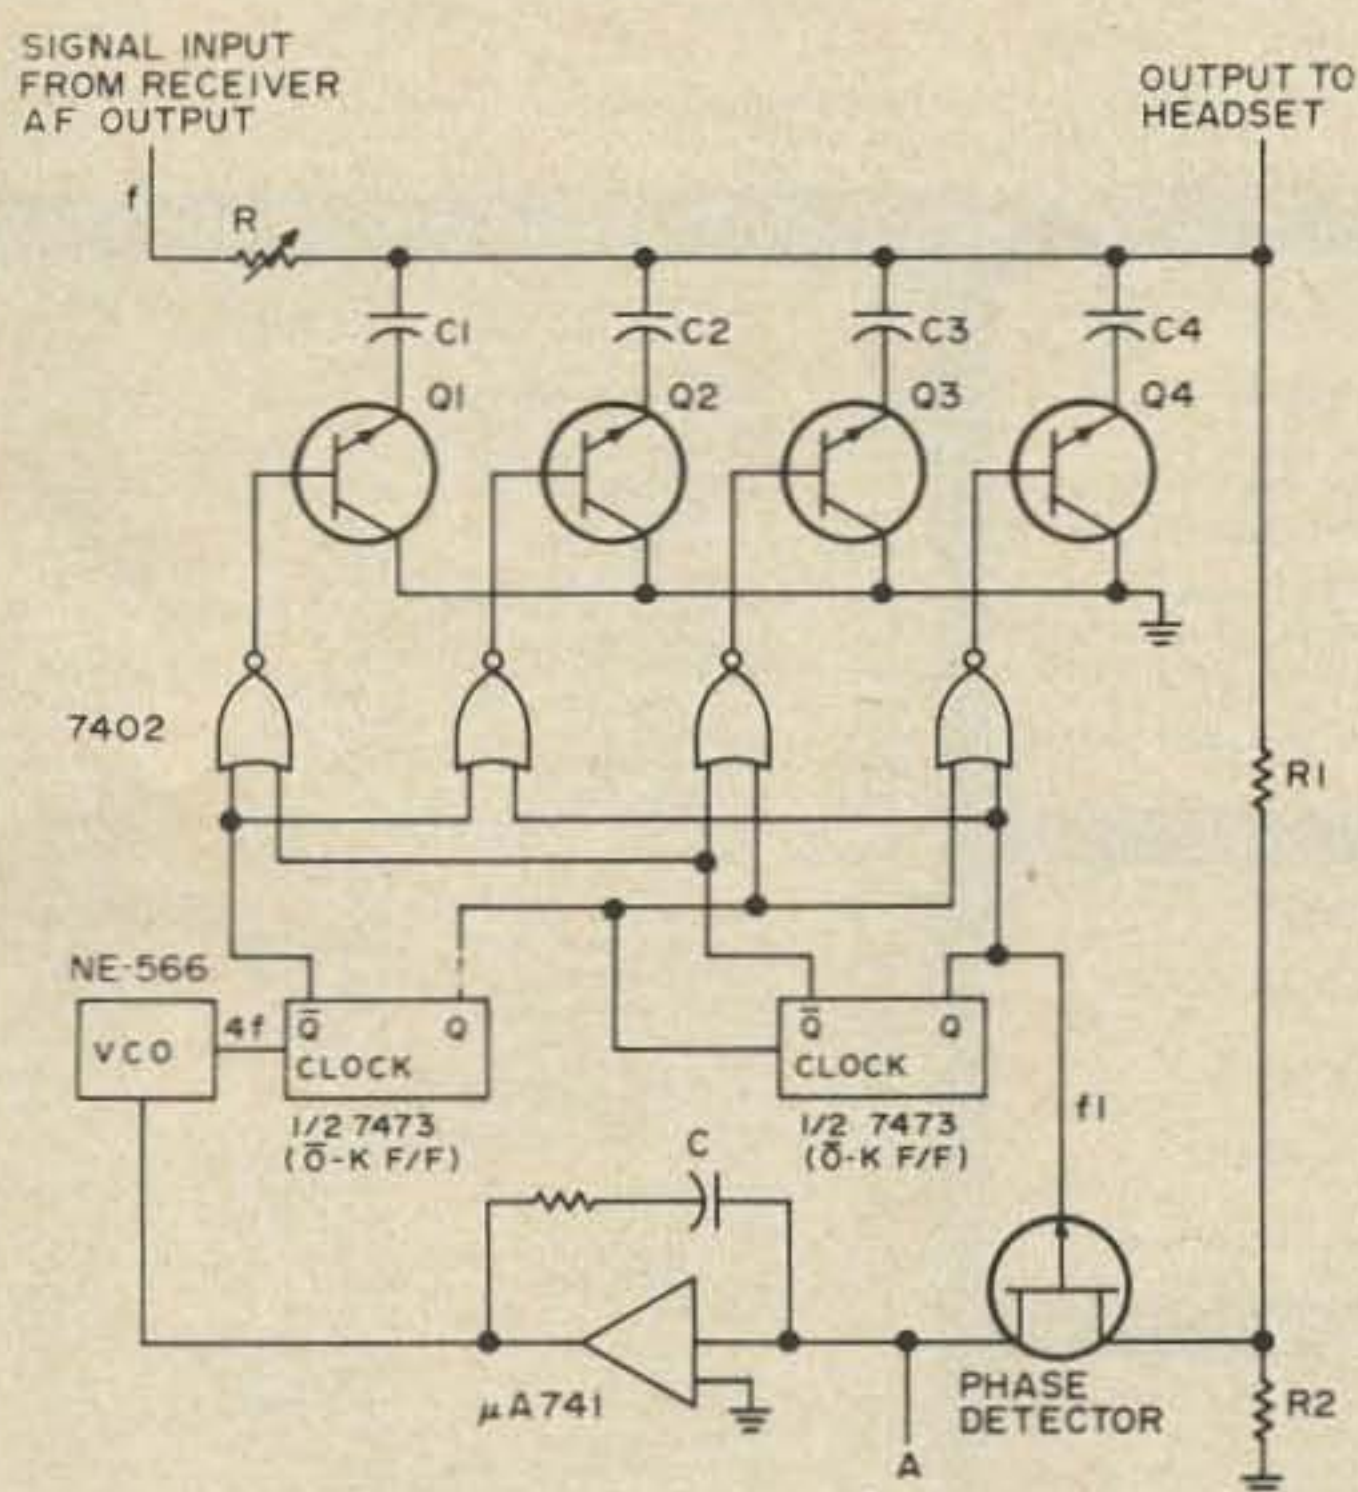 SIGNAL INPUT
FROM RECEIVER
AF OUTPUT
OUTPUT TO
HEADSET
f
R
C1
C2
C3
C4
Q1
Q2
Q3
Q4
7402
R1
NE-566
VCO
4f
Q̅
Q
CLOCK
1/2 7473
(O̅-K F/F)
Q̅
Q
CLOCK
1/2 7473
(O̅-K F/F)
f1
C
μA741
PHASE
DETECTOR
A
R2